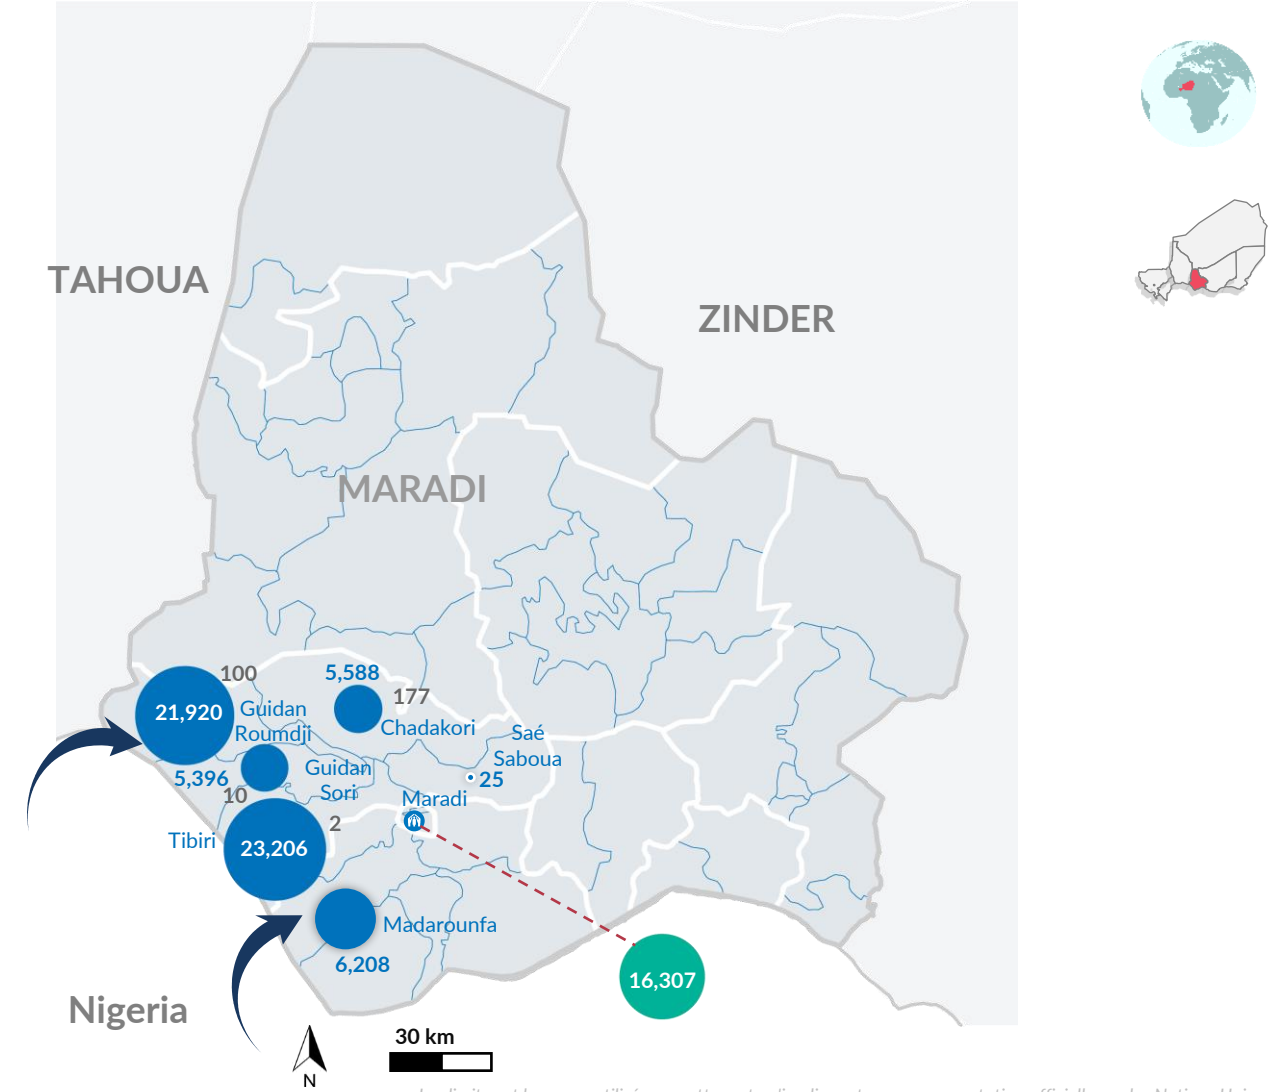 TAHOUA
ZINDER
MARADI
100
5,588
177
21,920
Guidan
Roumdji
Chadakori
Saé
Saboua
5,396
Guidan
Sori
25
10
Maradi
2
Tibiri
23,206
Madarounfa
6,208
16,307
Nigeria
30 km
N